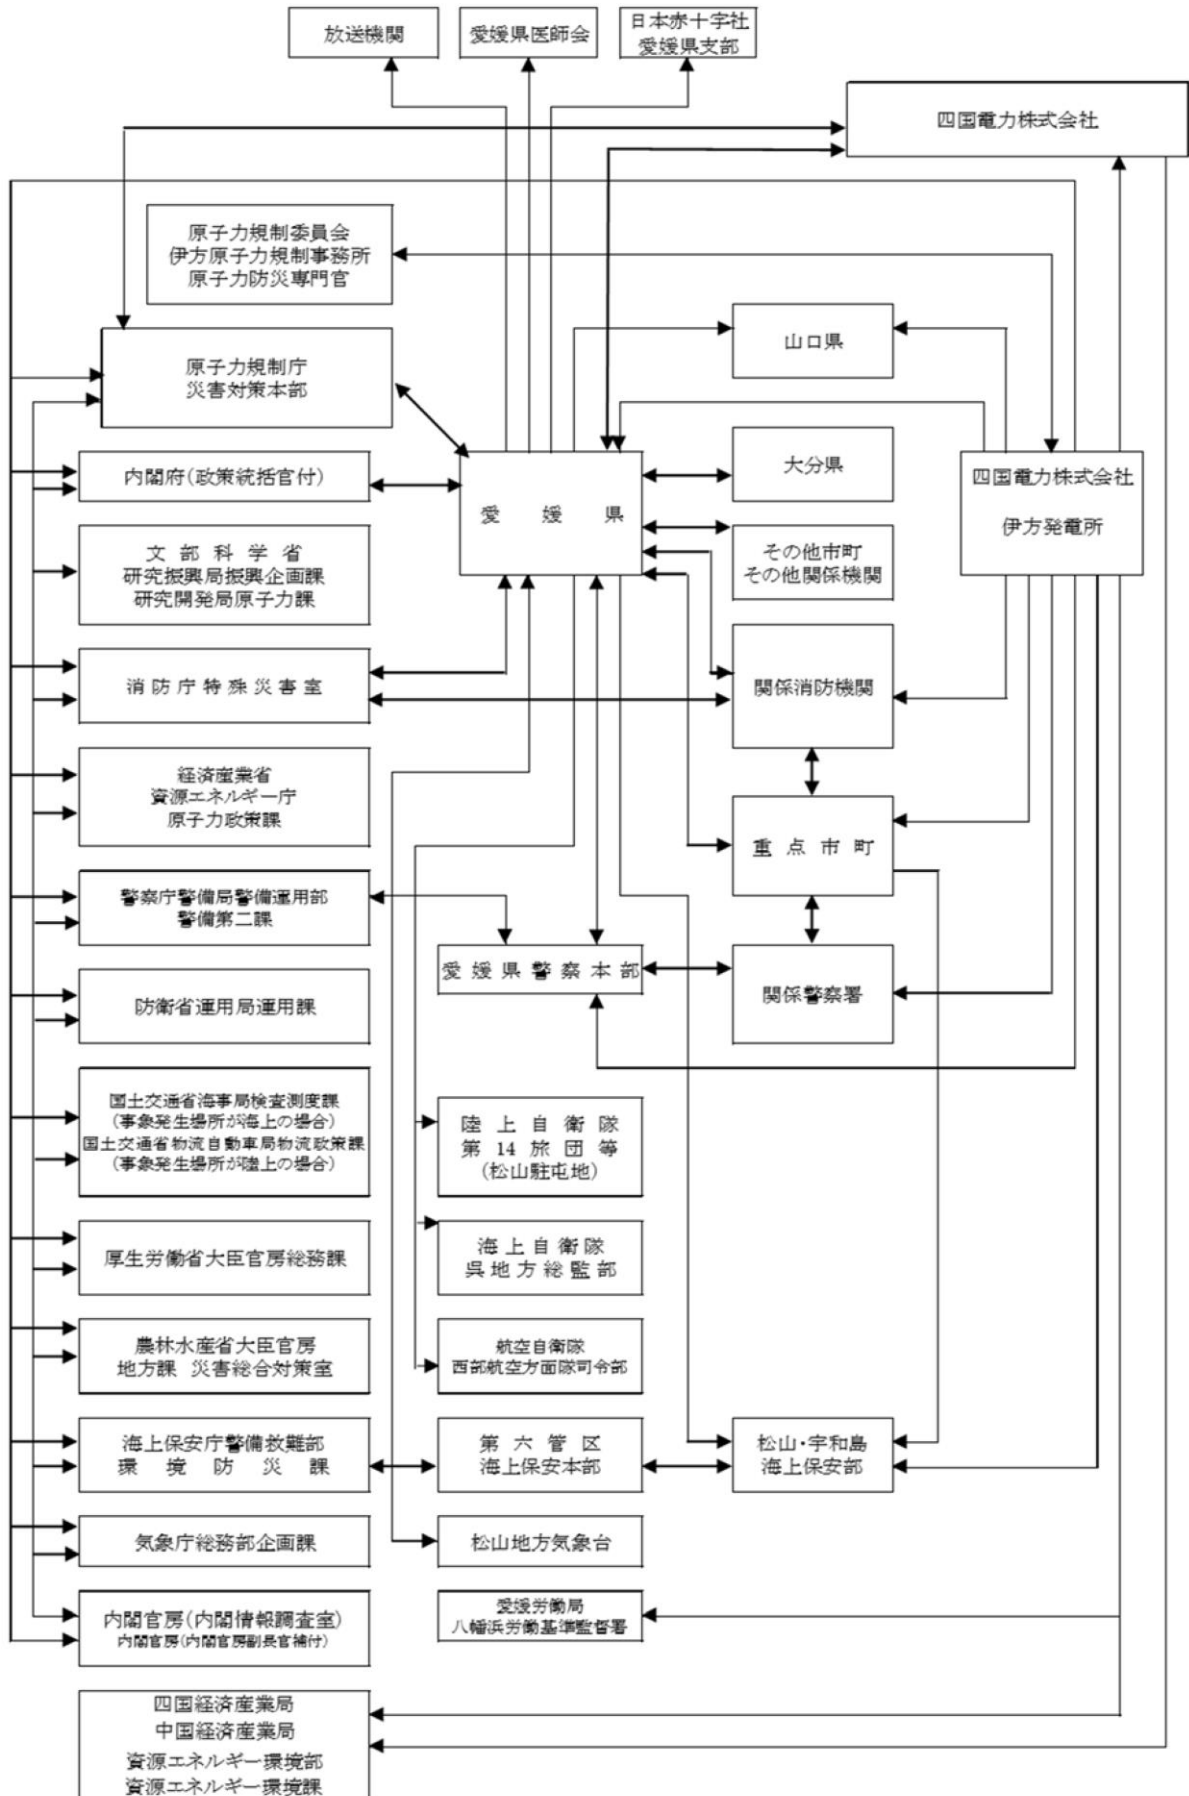 放送機関
愛媛県医師会
日本赤十字社
愛媛県支部
四国電力株式会社
原子力規制委員会
伊方原子力規制事務所
原子力防災専門官
山口県
原子力規制庁
災害対策本部
大分県
四国電力株式会社
伊方発電所
内閣府(政策統括官付)
愛媛県
その他市町
その他関係機関
文部科学省
研究振興局振興企画課
研究開発局原子力課
消防庁特殊災害室
関係消防機関
経済産業省
資源エネルギー庁
原子力政策課
重点市町
警察庁警備局警備運用部
警備第二課
愛媛県警察本部
関係警察署
防衛省運用局運用課
国土交通省海事局検査測度課
(事象発生場所が海上の場合)
国土交通省物流自動車局物流政策課
(事象発生場所が陸上の場合)
陸上自衛隊
第14旅団等
(松山駐屯地)
厚生労働省大臣官房総務課
海上自衛隊
呉地方総監部
農林水産省大臣官房
地方課 災害総合対策室
航空自衛隊
西部航空方面隊司令部
海上保安庁警備救難部
環境防災課
第六管区
海上保安本部
松山・宇和島
海上保安部
気象庁総務部企画課
松山地方気象台
内閣官房(内閣情報調査室)
内閣官房(内閣官房副長官補付)
愛媛労働局
八幡浜労働基準監督署
四国経済産業局
中国経済産業局
資源エネルギー環境部
資源エネルギー環境課